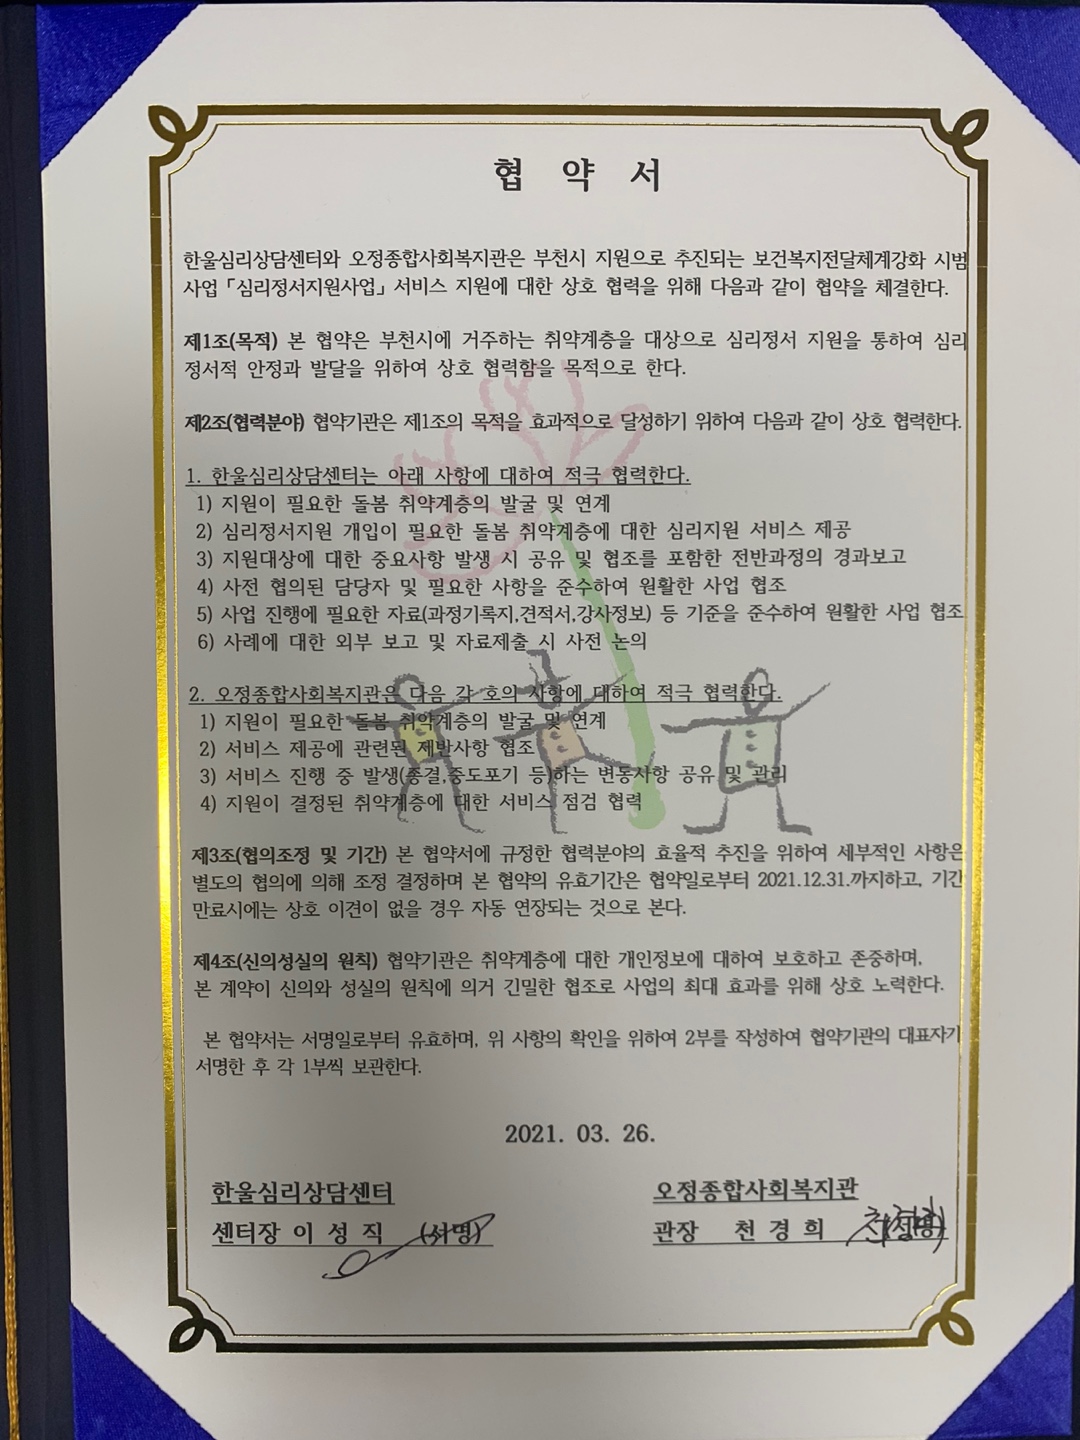 협 약 서
한울심리상담센터와 오정종합사회복지관은 부천시 지원으로 추진되는 보건복지전달체계강화 시범
사업「심리정서지원사업」서비스 지원에 대한 상호 협력을 위해 다음과 같이 협약을 체결한다.
제1조(목적) 본 협약은 부천시에 거주하는 취약계층을 대상으로 심리정서 지원을 통하여 심리
정서적 안정과 발달을 위하여 상호 협력함을 목적으로 한다.
제2조(협력분야) 협약기관은 제1조의 목적을 효과적으로 달성하기 위하여 다음과 같이 상호 협력한다.
1. 한울심리상담센터는 아래 사항에 대하여 적극 협력한다.
1) 지원이 필요한 돌봄 취약계층의 발굴 및 연계
2) 심리정서지원 개입이 필요한 돌봄 취약계층에 대한 심리지원 서비스 제공
3) 지원대상에 대한 중요사항 발생 시 공유 및 협조를 포함한 전반과정의 경과보고
4) 사전 협의된 담당자 및 필요한 사항을 준수하여 원활한 사업 협조
5) 사업 진행에 필요한 자료(과정기록지,견적서,강사정보) 등 기준을 준수하여 원활한 사업 협조
6) 사례에 대한 외부 보고 및 자료제출 시 사전 논의
2. 오정종합사회복지관은 다음 각 호의 사항에 대하여 적극 협력한다.
1) 지원이 필요한 돌봄 취약계층의 발굴 및 연계
2) 서비스 제공에 관련된 제반사항 협조
3) 서비스 진행 중 발생(종결,중도포기 등)하는 변동사항 공유 및 관리
4) 지원이 결정된 취약계층에 대한 서비스 점검 협력
제3조(협의조정 및 기간) 본 협약서에 규정한 협력분야의 효율적 추진을 위하여 세부적인 사항은
별도의 협의에 의해 조정 결정하며 본 협약의 유효기간은 협약일로부터 2021.12.31.까지하고, 기간
만료시에는 상호 이견이 없을 경우 자동 연장되는 것으로 본다.
제4조(신의성실의 원칙) 협약기관은 취약계층에 대한 개인정보에 대하여 보호하고 존중하며,
본 계약이 신의와 성실의 원칙에 의거 긴밀한 협조로 사업의 최대 효과를 위해 상호 노력한다.
본 협약서는 서명일로부터 유효하며, 위 사항의 확인을 위하여 2부를 작성하여 협약기관의 대표자가
서명한 후 각 1부씩 보관한다.
2021. 03. 26.
한울심리상담센터
센터장 이 성 직 (서명)
오정종합사회복지관
관장 천 경 희 (서명)